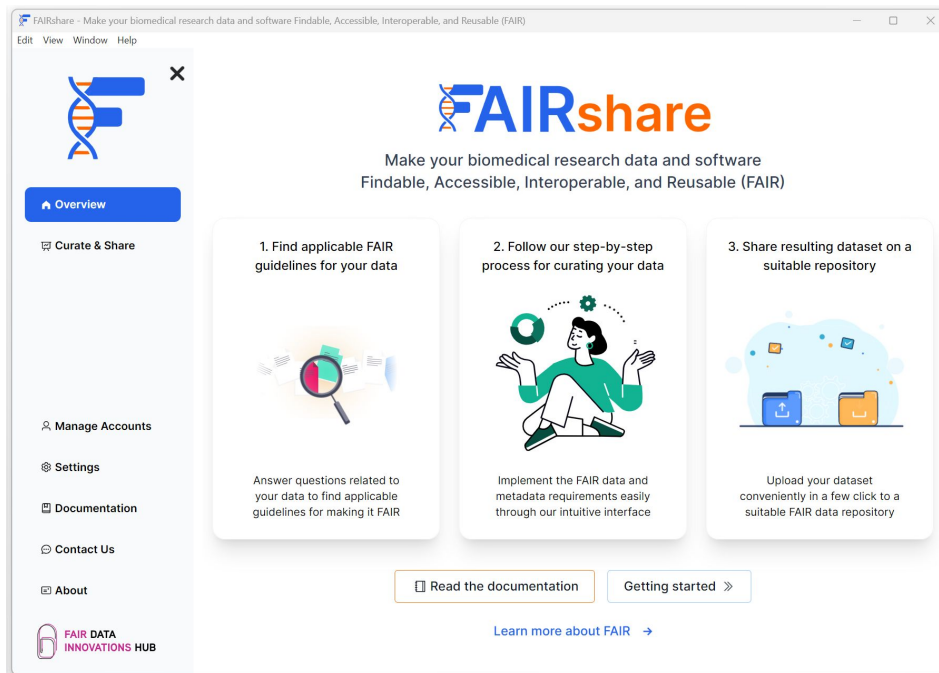 FAIRshare - Make your biomedical research data and software Findable, Accessible, Interoperable, and Reusable (FAIR)
Edit View Window Help
Overview
Curate & Share
Manage Accounts
Settings
Documentation
Contact Us
About
FAIR DATA
INNOVATIONS HUB
FAIRshare
Make your biomedical research data and software
Findable, Accessible, Interoperable, and Reusable (FAIR)
1. Find applicable FAIR
guidelines for your data
Answer questions related to
your data to find applicable
guidelines for making it FAIR
2. Follow our step-by-step
process for curating your data
Implement the FAIR data and
metadata requirements easily
through our intuitive interface
3. Share resulting dataset on a
suitable repository
Upload your dataset
conveniently in a few click to a
suitable FAIR data repository
Read the documentation
Getting started
Learn more about FAIR